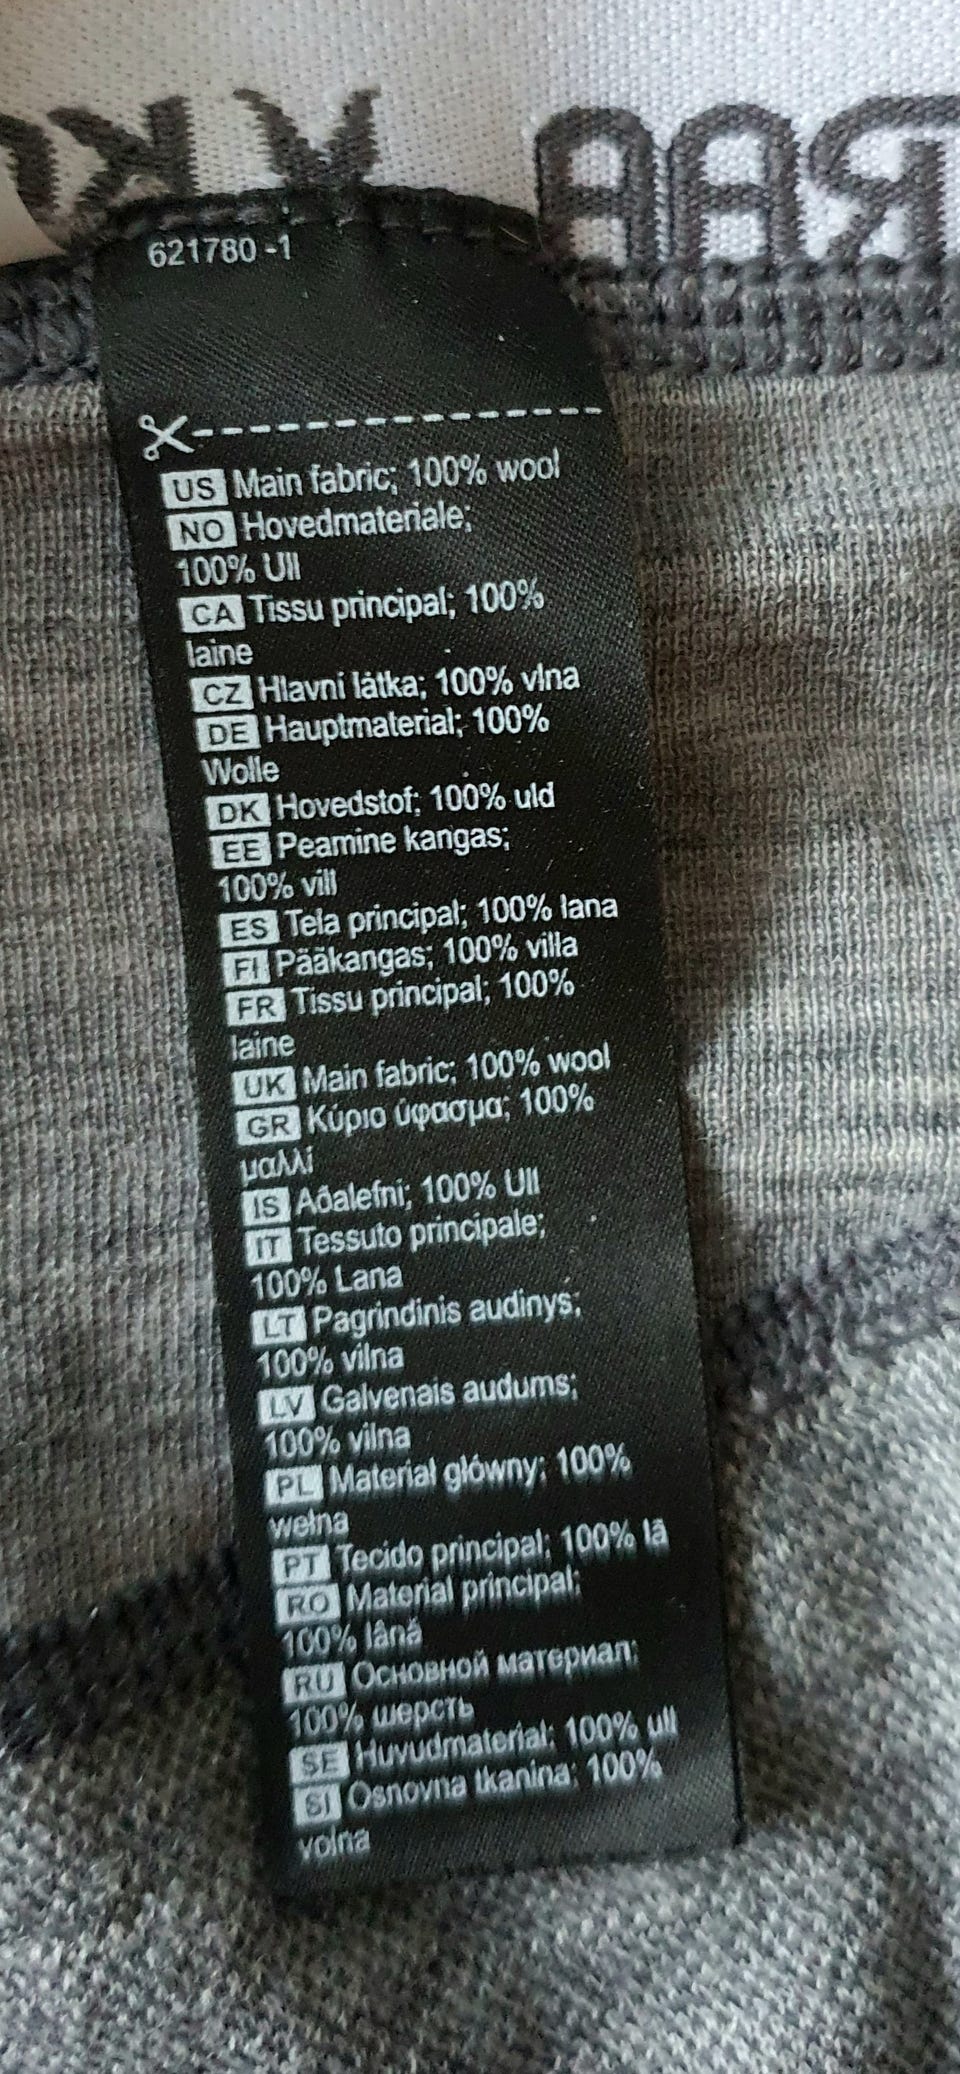 KAA
621780 -1
US Main fabric; 100% wool
NO Hovedmateriale;
100% Ull
CA Tissu principal; 100%
laine
CZ Hlavní látka; 100% vlna
DE Hauptmaterial; 100%
Wolle
DK Hovedstof; 100% uld
EE Peamine kangas;
100% vill
ES Tela principal; 100% lana
FI Pääkangas; 100% villa
FR Tissu principal; 100%
laine
UK Main fabric; 100% wool
GR Κύριο ύφασμα; 100%
μαλλί
IS Aðalefni; 100% Ull
IT Tessuto principale;
100% Lana
LT Pagrindinis audinys;
100% vilna
LV Galvenais audums;
100% vilna
PL Materiał główny; 100%
wełna
PT Tecido principal; 100% lã
RO Material principal;
100% lână
RU Основной материал;
100% шерсть
SE Huvudmaterial; 100% ull
SI Osnovna tkanina; 100%
volna